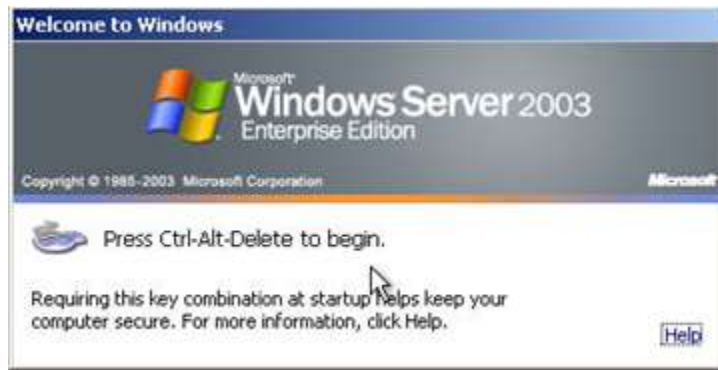 Welcome to Windows
Microsoft
Windows Server 2003
Enterprise Edition
Copyright © 1985-2003 Microsoft Corporation
Microsoft
Press Ctrl-Alt-Delete to begin.
Requiring this key combination at startup helps keep your
computer secure. For more information, click Help.
Help